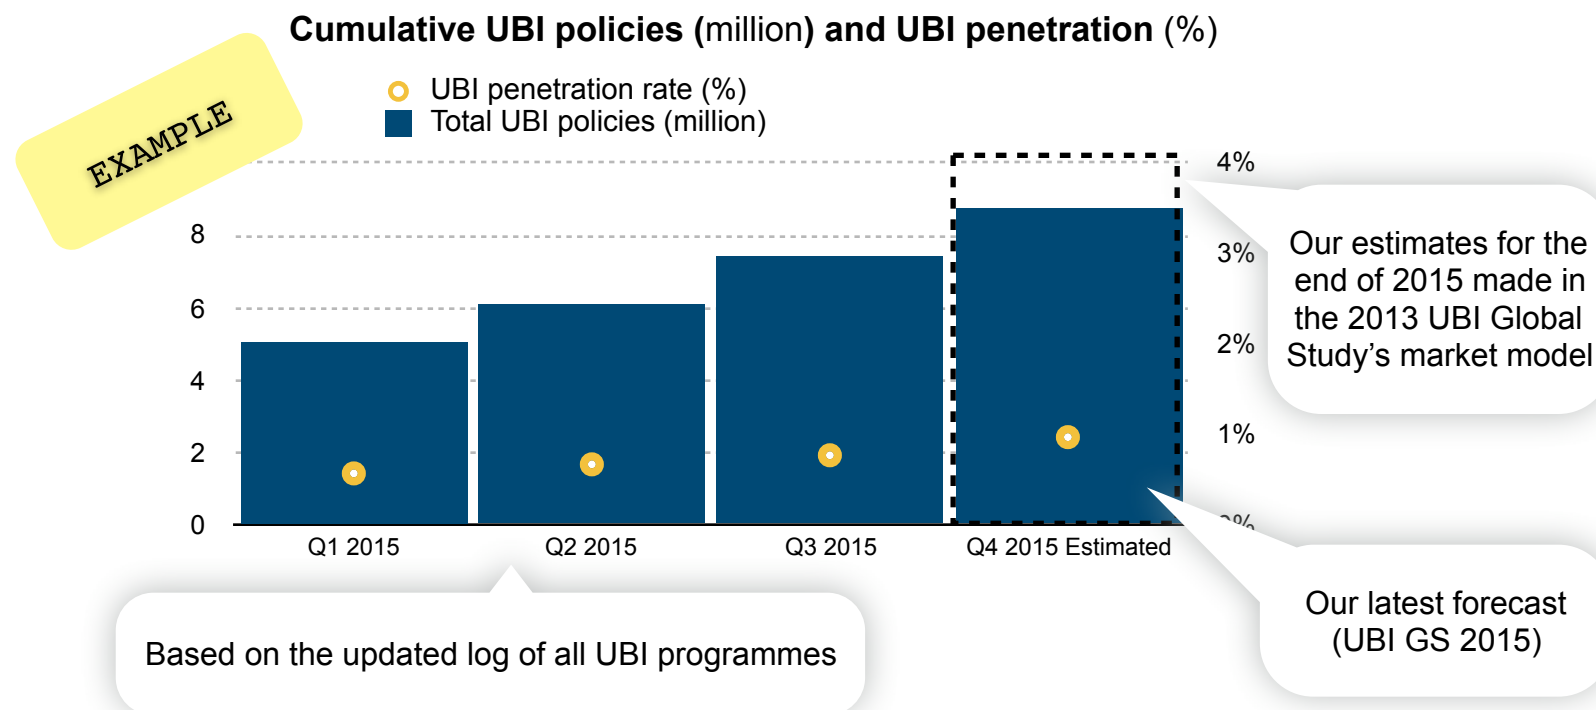 Cumulative UBI policies (million) and UBI penetration (%)
EXAMPLE
UBI penetration rate (%)
Total UBI policies (million)
4%
8
3%
6
2%
4
1%
2
0
0%
Q1 2015
Q2 2015
Q3 2015
Q4 2015 Estimated
Our estimates for the
end of 2015 made in
the 2013 UBI Global
Study’s market model
Based on the updated log of all UBI programmes
Our latest forecast
(UBI GS 2015)